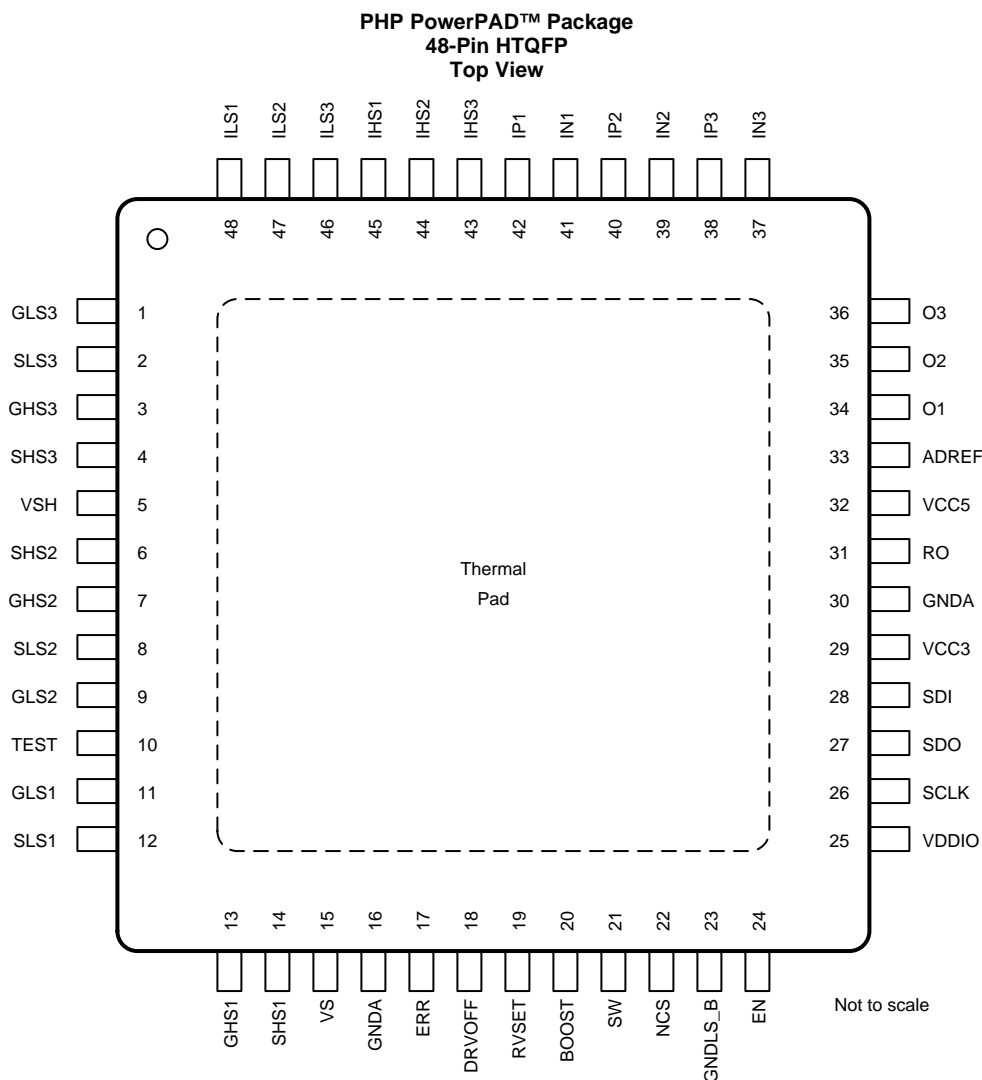 PHP PowerPAD™ Package
48-Pin HTQFP
Top View
ILS1
ILS2
ILS3
IHS1
IHS2
IHS3
IP1
IN1
IP2
IN2
IP3
IN3
48
47
46
45
44
43
42
41
40
39
38
37
GLS3 1
SLS3 2
GHS3 3
SHS3 4
VSH 5
SHS2 6
GHS2 7
SLS2 8
GLS2 9
TEST 10
GLS1 11
SLS1 12
Thermal
Pad
36 O3
35 O2
34 O1
33 ADREF
32 VCC5
31 RO
30 GNDA
29 VCC3
28 SDI
27 SDO
26 SCLK
25 VDDIO
13
14
15
16
17
18
19
20
21
22
23
24
GHS1
SHS1
VS
GNDA
ERR
DRVOFF
RVSET
BOOST
SW
NCS
GNDLS_B
EN
Not to scale